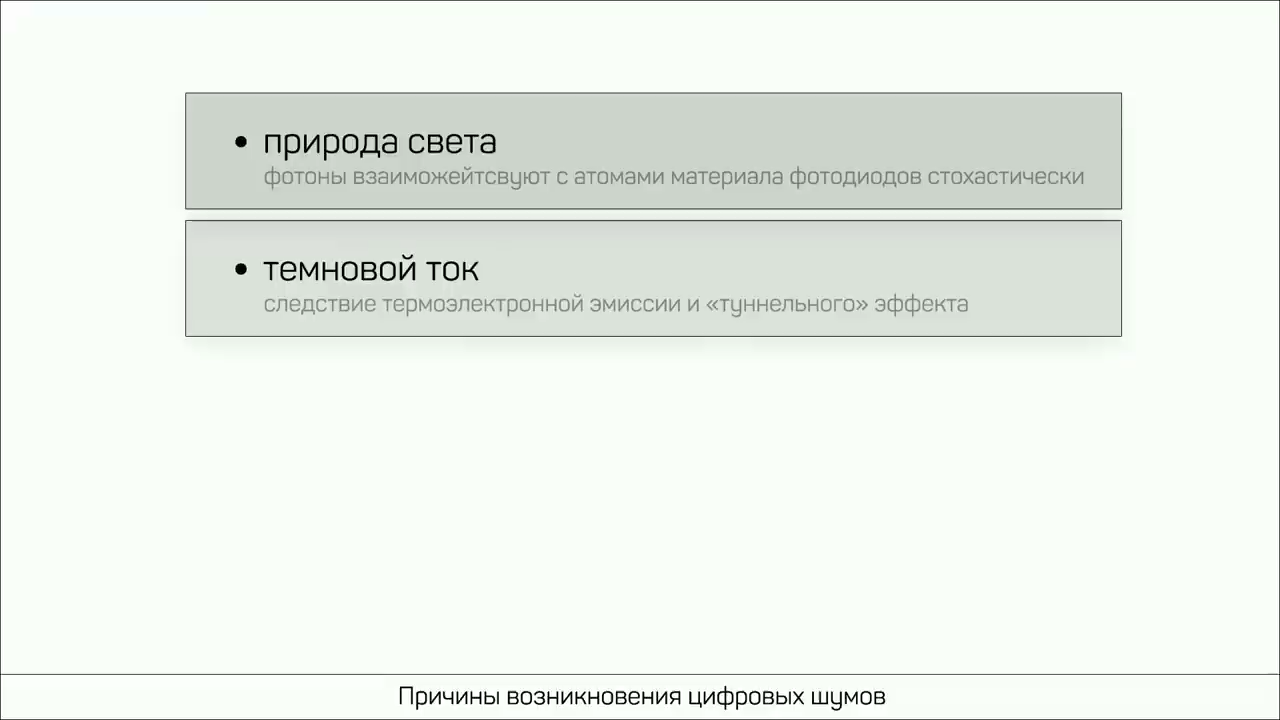 • природа света
фотоны взаиможейтсвуют с атомами материала фотодиодов стохастически
• темновой ток
следствие термоэлектронной эмиссии и «туннельного» эффекта
Причины возникновения цифровых шумов